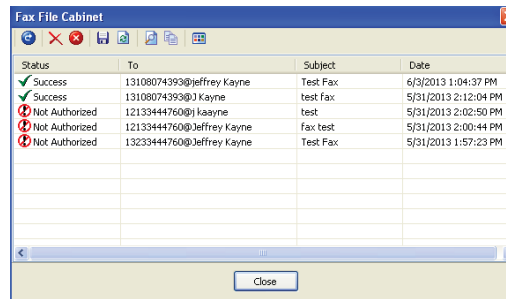 Fax File Cabinet
Status To Subject Date
Success 13108074393@jeffrey Kayne Test Fax 6/3/2013 1:04:37 PM
Success 13108074393@J Kayne test fax 5/31/2013 2:12:04 PM
Not Authorized 12133444760@j kaayne test 5/31/2013 2:02:50 PM
Not Authorized 12133444760@Jeffrey Kayne fax test 5/31/2013 2:00:44 PM
Not Authorized 13233444760@Jeffrey Kayne Test Fax 5/31/2013 1:57:23 PM
Close